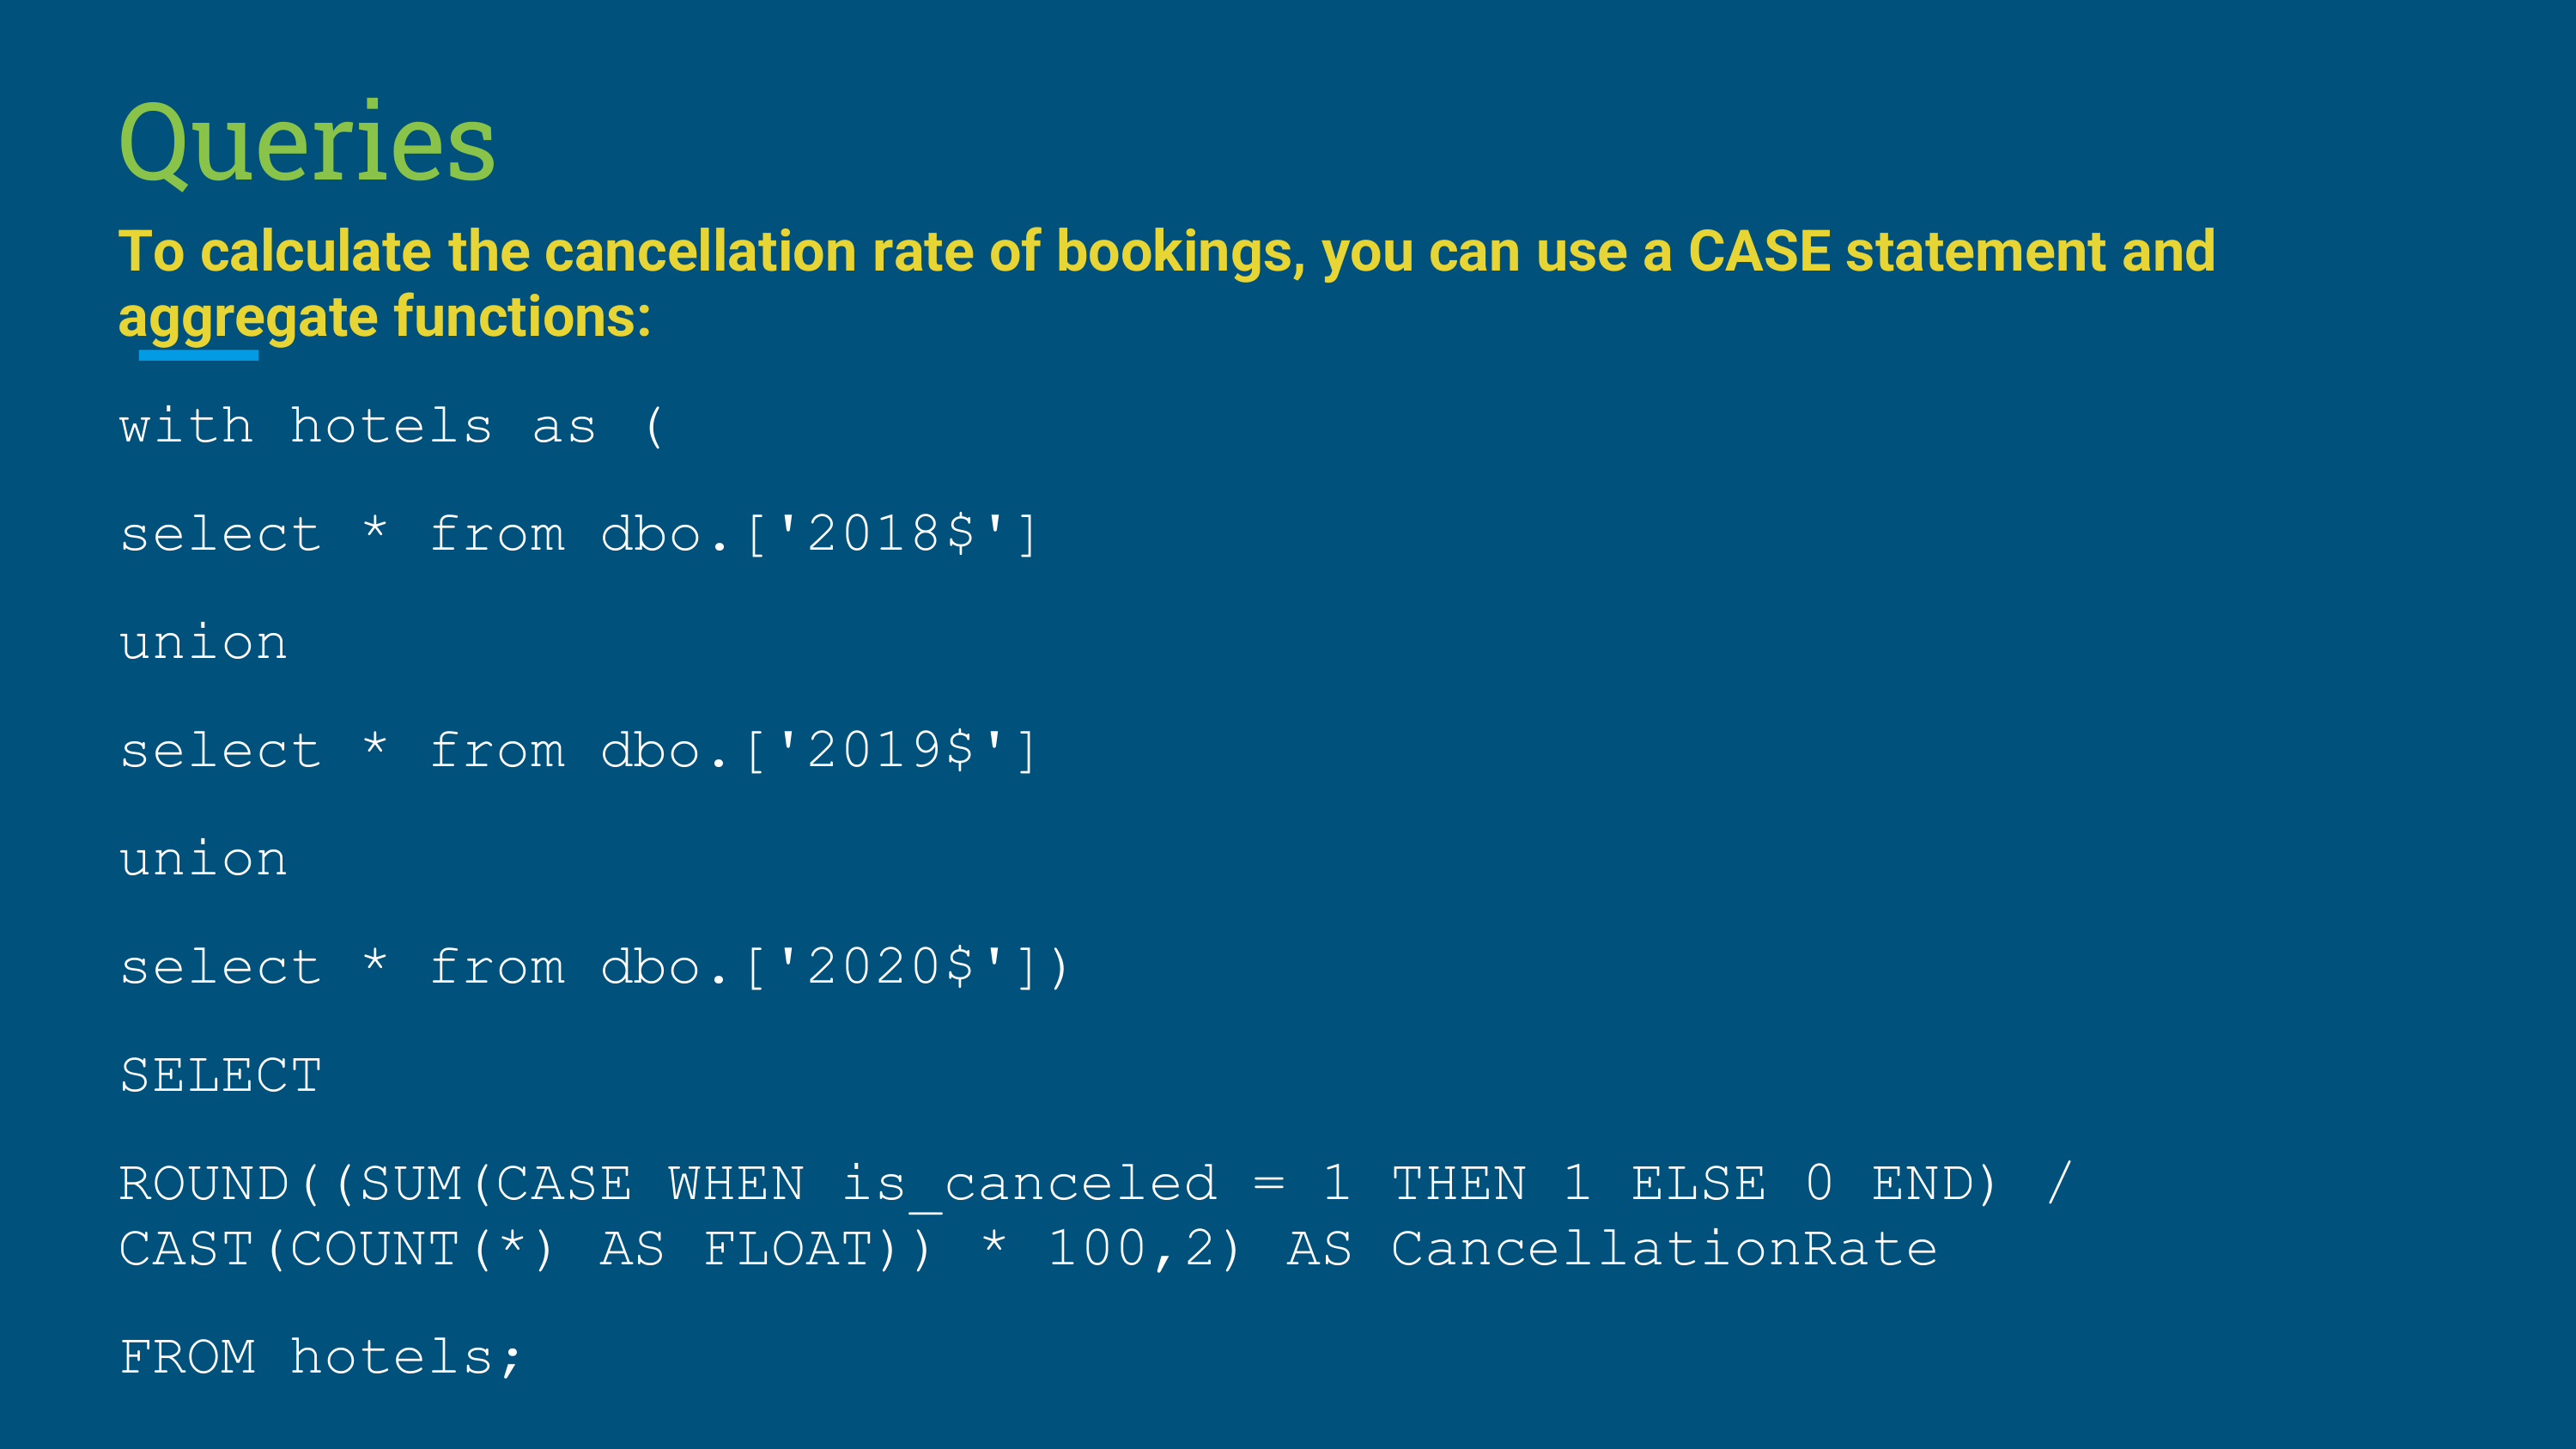 Queries
To calculate the cancellation rate of bookings, you can use a CASE statement and
aggregate functions:
with hotels as (
select * from dbo.['2018$']
union
select * from dbo.['2019$']
union
select * from dbo.['2020$'])
SELECT
ROUND((SUM(CASE WHEN is_canceled = 1 THEN 1 ELSE 0 END) /
CAST(COUNT(*) AS FLOAT)) * 100,2) AS CancellationRate
FROM hotels;